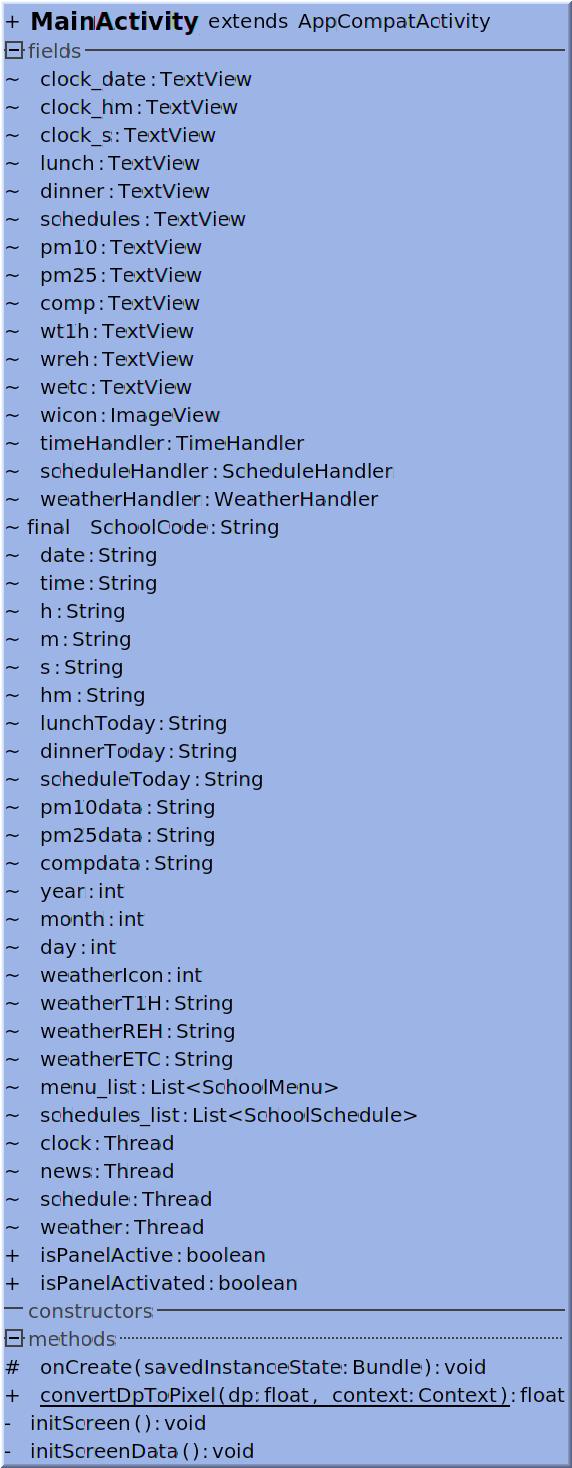 + MainActivity extends AppCompatActivity
fields
~ clock_date : TextView
~ clock_hm : TextView
~ clock_s : TextView
~ lunch : TextView
~ dinner : TextView
~ schedules : TextView
~ pm10 : TextView
~ pm25 : TextView
~ comp : TextView
~ wt1h : TextView
~ wreh : TextView
~ wetc : TextView
~ wicon : ImageView
~ timeHandler : TimeHandler
~ scheduleHandler : ScheduleHandler
~ weatherHandler : WeatherHandler
~ final SchoolCode : String
~ date : String
~ time : String
~ h : String
~ m : String
~ s : String
~ hm : String
~ lunchToday : String
~ dinnerToday : String
~ scheduleToday : String
~ pm10data : String
~ pm25data : String
~ compdata : String
~ year : int
~ month : int
~ day : int
~ weatherIcon : int
~ weatherT1H : String
~ weatherREH : String
~ weatherETC : String
~ menu_list : List<SchoolMenu>
~ schedules_list : List<SchoolSchedule>
~ clock : Thread
~ news : Thread
~ schedule : Thread
~ weather : Thread
+ isPanelActive : boolean
+ isPanelActivated : boolean
constructors
methods
# onCreate(savedInstanceState: Bundle) : void
+ convertDpToPixel(dp: float, context: Context) : float
- initScreen() : void
- initScreenData() : void